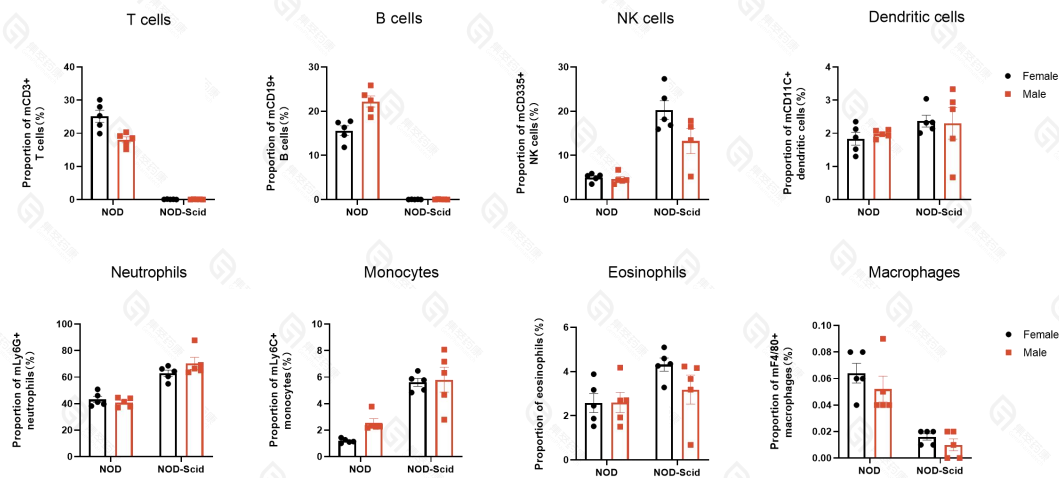 T cells
B cells
NK cells
Dendritic cells
Proportion of mCD3+
T cells(%)
40
30
20
10
0
NOD
NOD-Scid
Proportion of mCD19+
B cells(%)
30
20
10
0
NOD
NOD-Scid
Proportion of mCD335+
NK cells(%)
30
20
10
0
NOD
NOD-Scid
Proportion of mCD11C+
dendritic cells(%)
4
3
2
1
0
NOD
NOD-Scid
Female
Male
Neutrophils
Monocytes
Eosinophils
Macrophages
Proportion of mLy6G+
neutrophils(%)
100
80
60
40
20
0
NOD
NOD-Scid
Proportion of mLy6C+
monocytes(%)
10
8
6
4
2
0
NOD
NOD-Scid
Proportion of eosinophils(%)
6
4
2
0
NOD
NOD-Scid
Proportion of mF4/80+
macrophages(%)
0.10
0.08
0.06
0.04
0.02
0.00
NOD
NOD-Scid
Female
Male